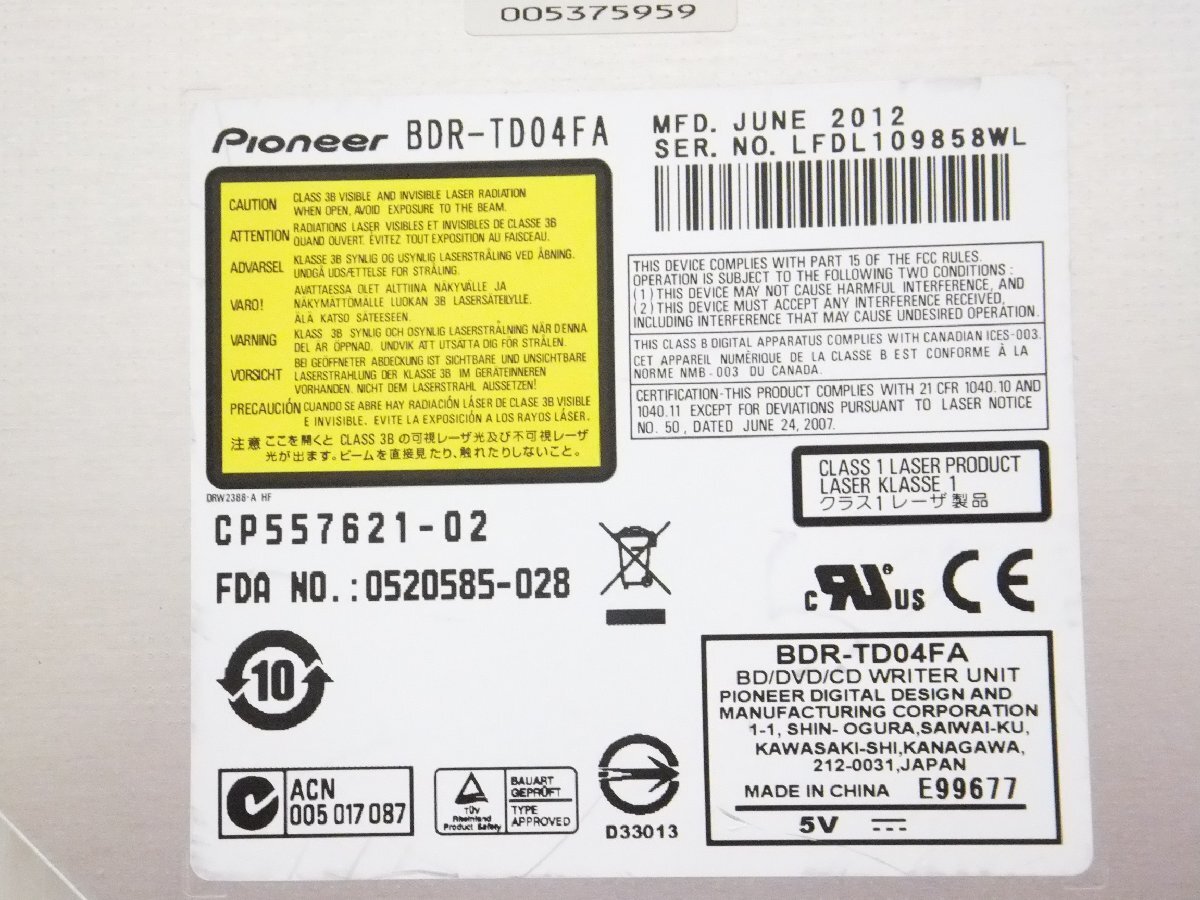 005375959
Pioneer BDR-TD04FA
MFD. JUNE 2012
SER. NO. LFDL109858WL
CAUTION CLASS 3B VISIBLE AND INVISIBLE LASER RADIATION
WHEN OPEN, AVOID EXPOSURE TO THE BEAM.
ATTENTION RADIATIONS LASER VISIBLES ET INVISIBLES DE CLASSE 3B
QUAND OUVERT. ÉVITEZ TOUT EXPOSITION AU FAISCEAU.
ADVARSEL KLASSE 3B SYNLIG OG USYNLIG LASERSTRÅLING VED ÅBNING.
UNDGÅ UDSÆTTELSE FOR STRÅLING.
VARO! AVATTAESSA OLET ALTTIINA NÄKYVÄLLE JA
NÄKYMÄTTÖMÄLLE LUOKAN 3B LASERSÄTEILYLLE.
ÄLÄ KATSO SÄTEESEEN.
VARNING KLASS 3B SYNLIG OCH OSYNLIG LASERSTRÅLNING NÄR DENNA
DEL ÄR ÖPPNAD. UNDVIK ATT UTSÄTTA DIG FÖR STRÅLEN.
VORSICHT BEI GEÖFFNETER ABDECKUNG IST SICHTBARE UND UNSICHTBARE
LASERSTRAHLUNG DER KLASSE 3B IM GERÄTEINNEREN
VORHANDEN. NICHT DEM LASERSTRAHL AUSSETZEN!
PRECAUCIÓN CUANDO SE ABRE HAY RADIACIÓN LÁSER DE CLASE 3B VISIBLE
E INVISIBLE. EVITE LA EXPOSICIÓN A LOS RAYOS LÁSER.
注意 ここを開くと CLASS 3B の可視レーザ光及び不可視レーザ
光が出ます。ビームを直接見たり、触れたりしないこと。
DRW2388-A HF
THIS DEVICE COMPLIES WITH PART 15 OF THE FCC RULES.
OPERATION IS SUBJECT TO THE FOLLOWING TWO CONDITIONS :
(1) THIS DEVICE MAY NOT CAUSE HARMFUL INTERFERENCE, AND
(2) THIS DEVICE MUST ACCEPT ANY INTERFERENCE RECEIVED,
INCLUDING INTERFERENCE THAT MAY CAUSE UNDESIRED OPERATION.
THIS CLASS B DIGITAL APPARATUS COMPLIES WITH CANADIAN ICES-003.
CET APPAREIL NUMÉRIQUE DE LA CLASSE B EST CONFORME À LA
NORME NMB-003 DU CANADA.
CERTIFICATION-THIS PRODUCT COMPLIES WITH 21 CFR 1040.10 AND
1040.11 EXCEPT FOR DEVIATIONS PURSUANT TO LASER NOTICE
NO. 50, DATED JUNE 24, 2007.
CLASS 1 LASER PRODUCT
LASER KLASSE 1
クラス1 レーザ製品
CP557621-02
FDA NO.:0520585-028
10
c RU US CE
ACN
005 017 087
TÜV
Rheinland
Product Safety
BAUART
GEPRÜFT
TYPE
APPROVED
D33013
BDR-TD04FA
BD/DVD/CD WRITER UNIT
PIONEER DIGITAL DESIGN AND
MANUFACTURING CORPORATION
1-1, SHIN- OGURA,SAIWAI-KU,
KAWASAKI-SHI,KANAGAWA,
212-0031,JAPAN
MADE IN CHINA E99677
5V